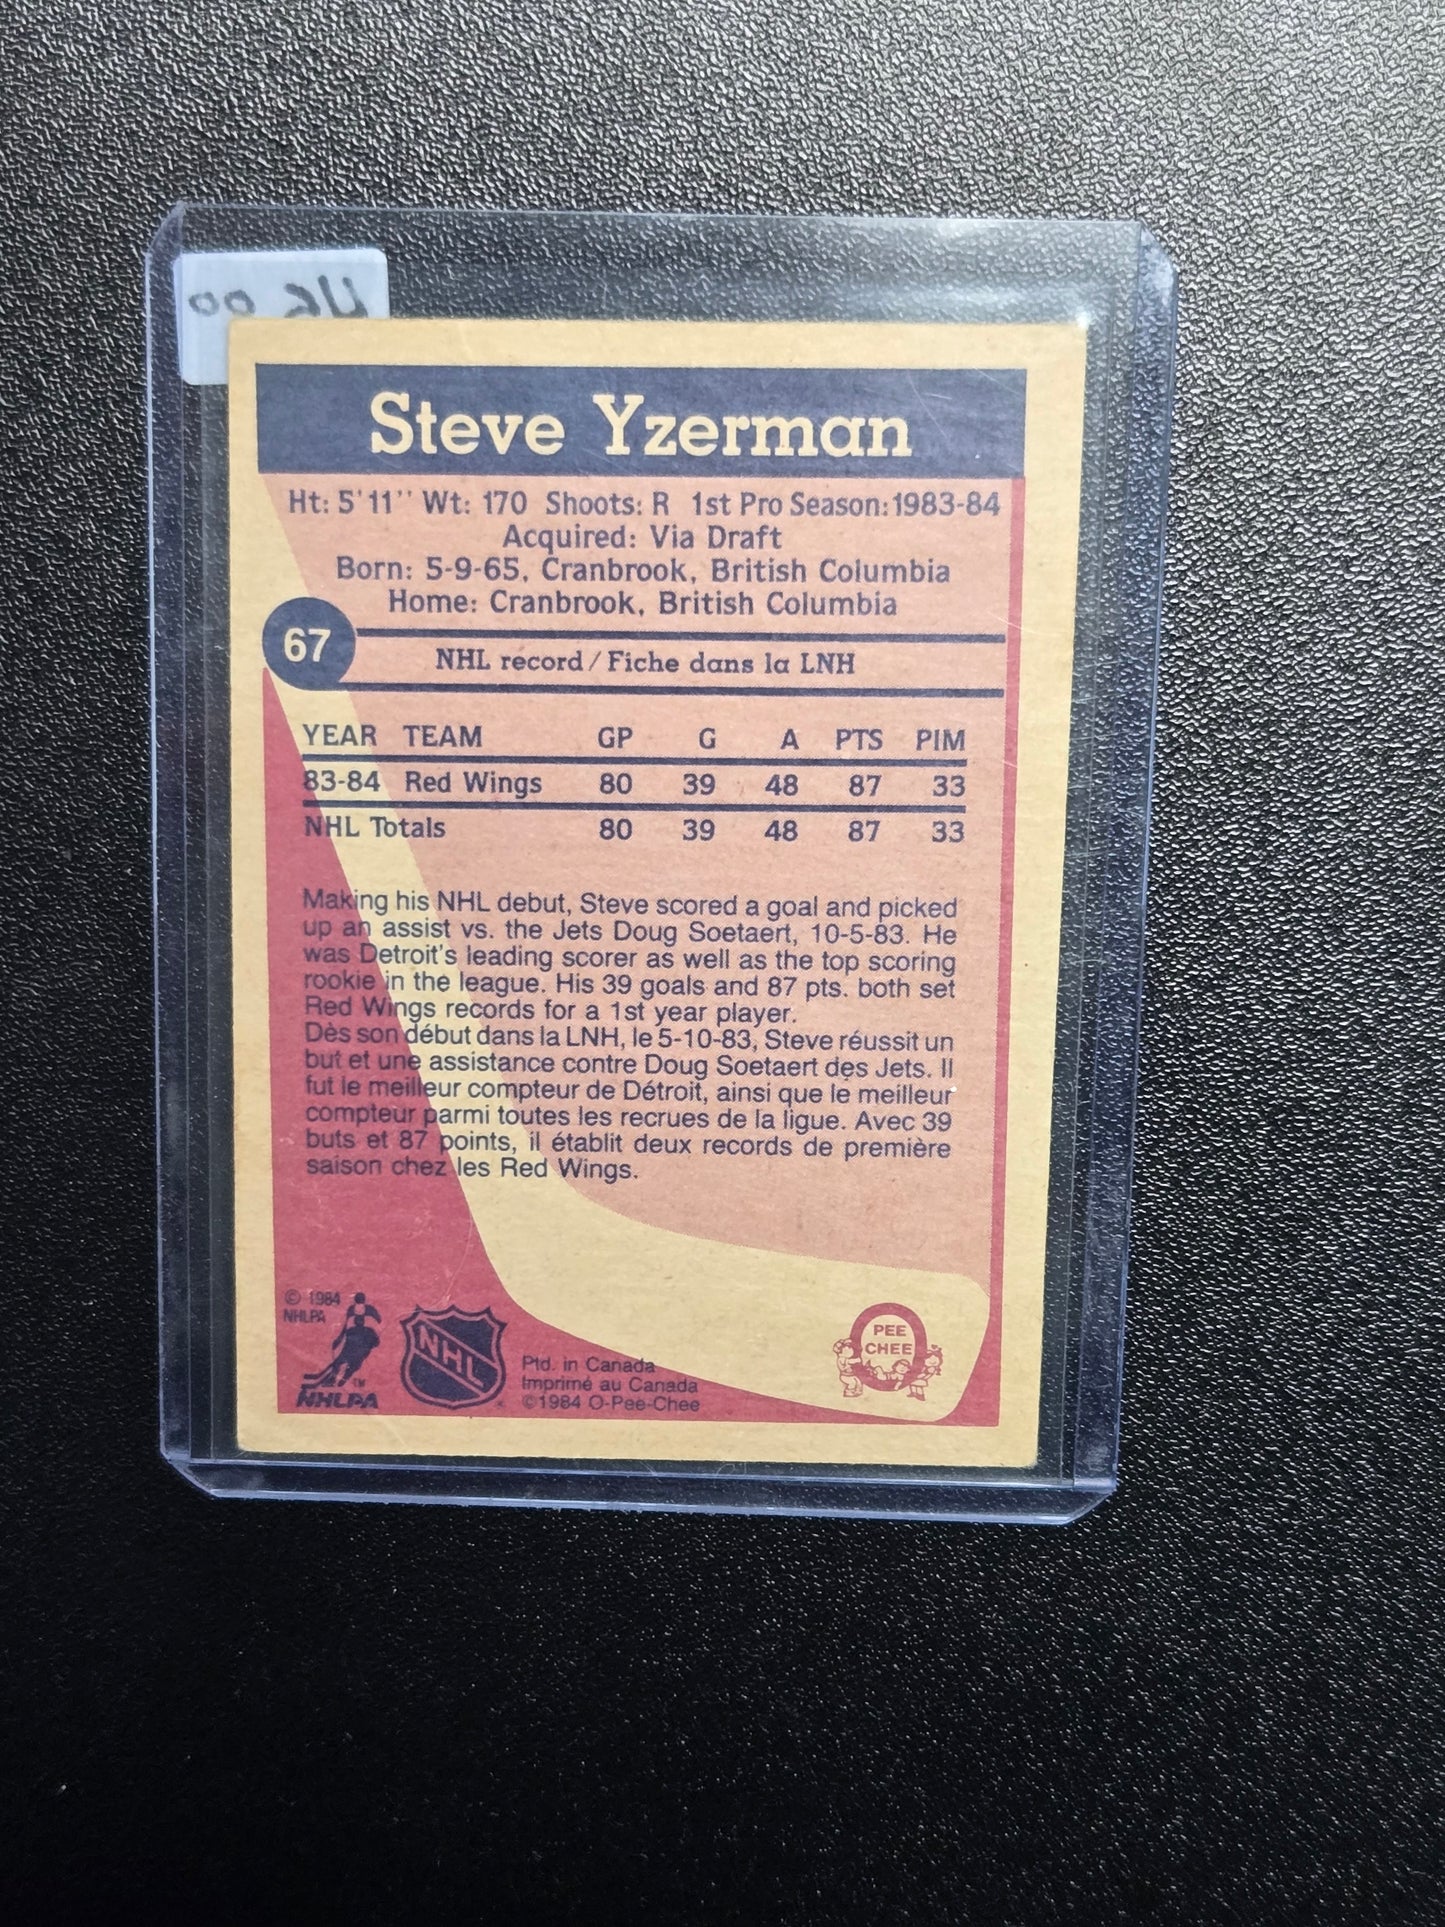 Steve Yzerman
Ht: 5'11'' Wt: 170 Shoots: R 1st Pro Season: 1983-84
Acquired: Via Draft
Born: 5-9-65, Cranbrook, British Columbia
Home: Cranbrook, British Columbia
67
NHL record / Fiche dans la LNH
YEAR TEAM GP G A PTS PIM
83-84 Red Wings 80 39 48 87 33
NHL Totals 80 39 48 87 33
Making his NHL debut, Steve scored a goal and picked
up an assist vs. the Jets Doug Soetaert, 10-5-83. He
was Detroit's leading scorer as well as the top scoring
rookie in the league. His 39 goals and 87 pts. both set
Red Wings records for a 1st year player.
Dès son début dans la LNH, le 5-10-83, Steve réussit un
but et une assistance contre Doug Soetaert des Jets. Il
fut le meilleur compteur de Détroit, ainsi que le meilleur
compteur parmi toutes les recrues de la ligue. Avec 39
buts et 87 points, il établit deux records de première
saison chez les Red Wings.
© 1984
NHLPA
TM
NHLPA
NHL
Ptd. in Canada
Imprimé au Canada
©1984 O-Pee-Chee
PEE
CHEE